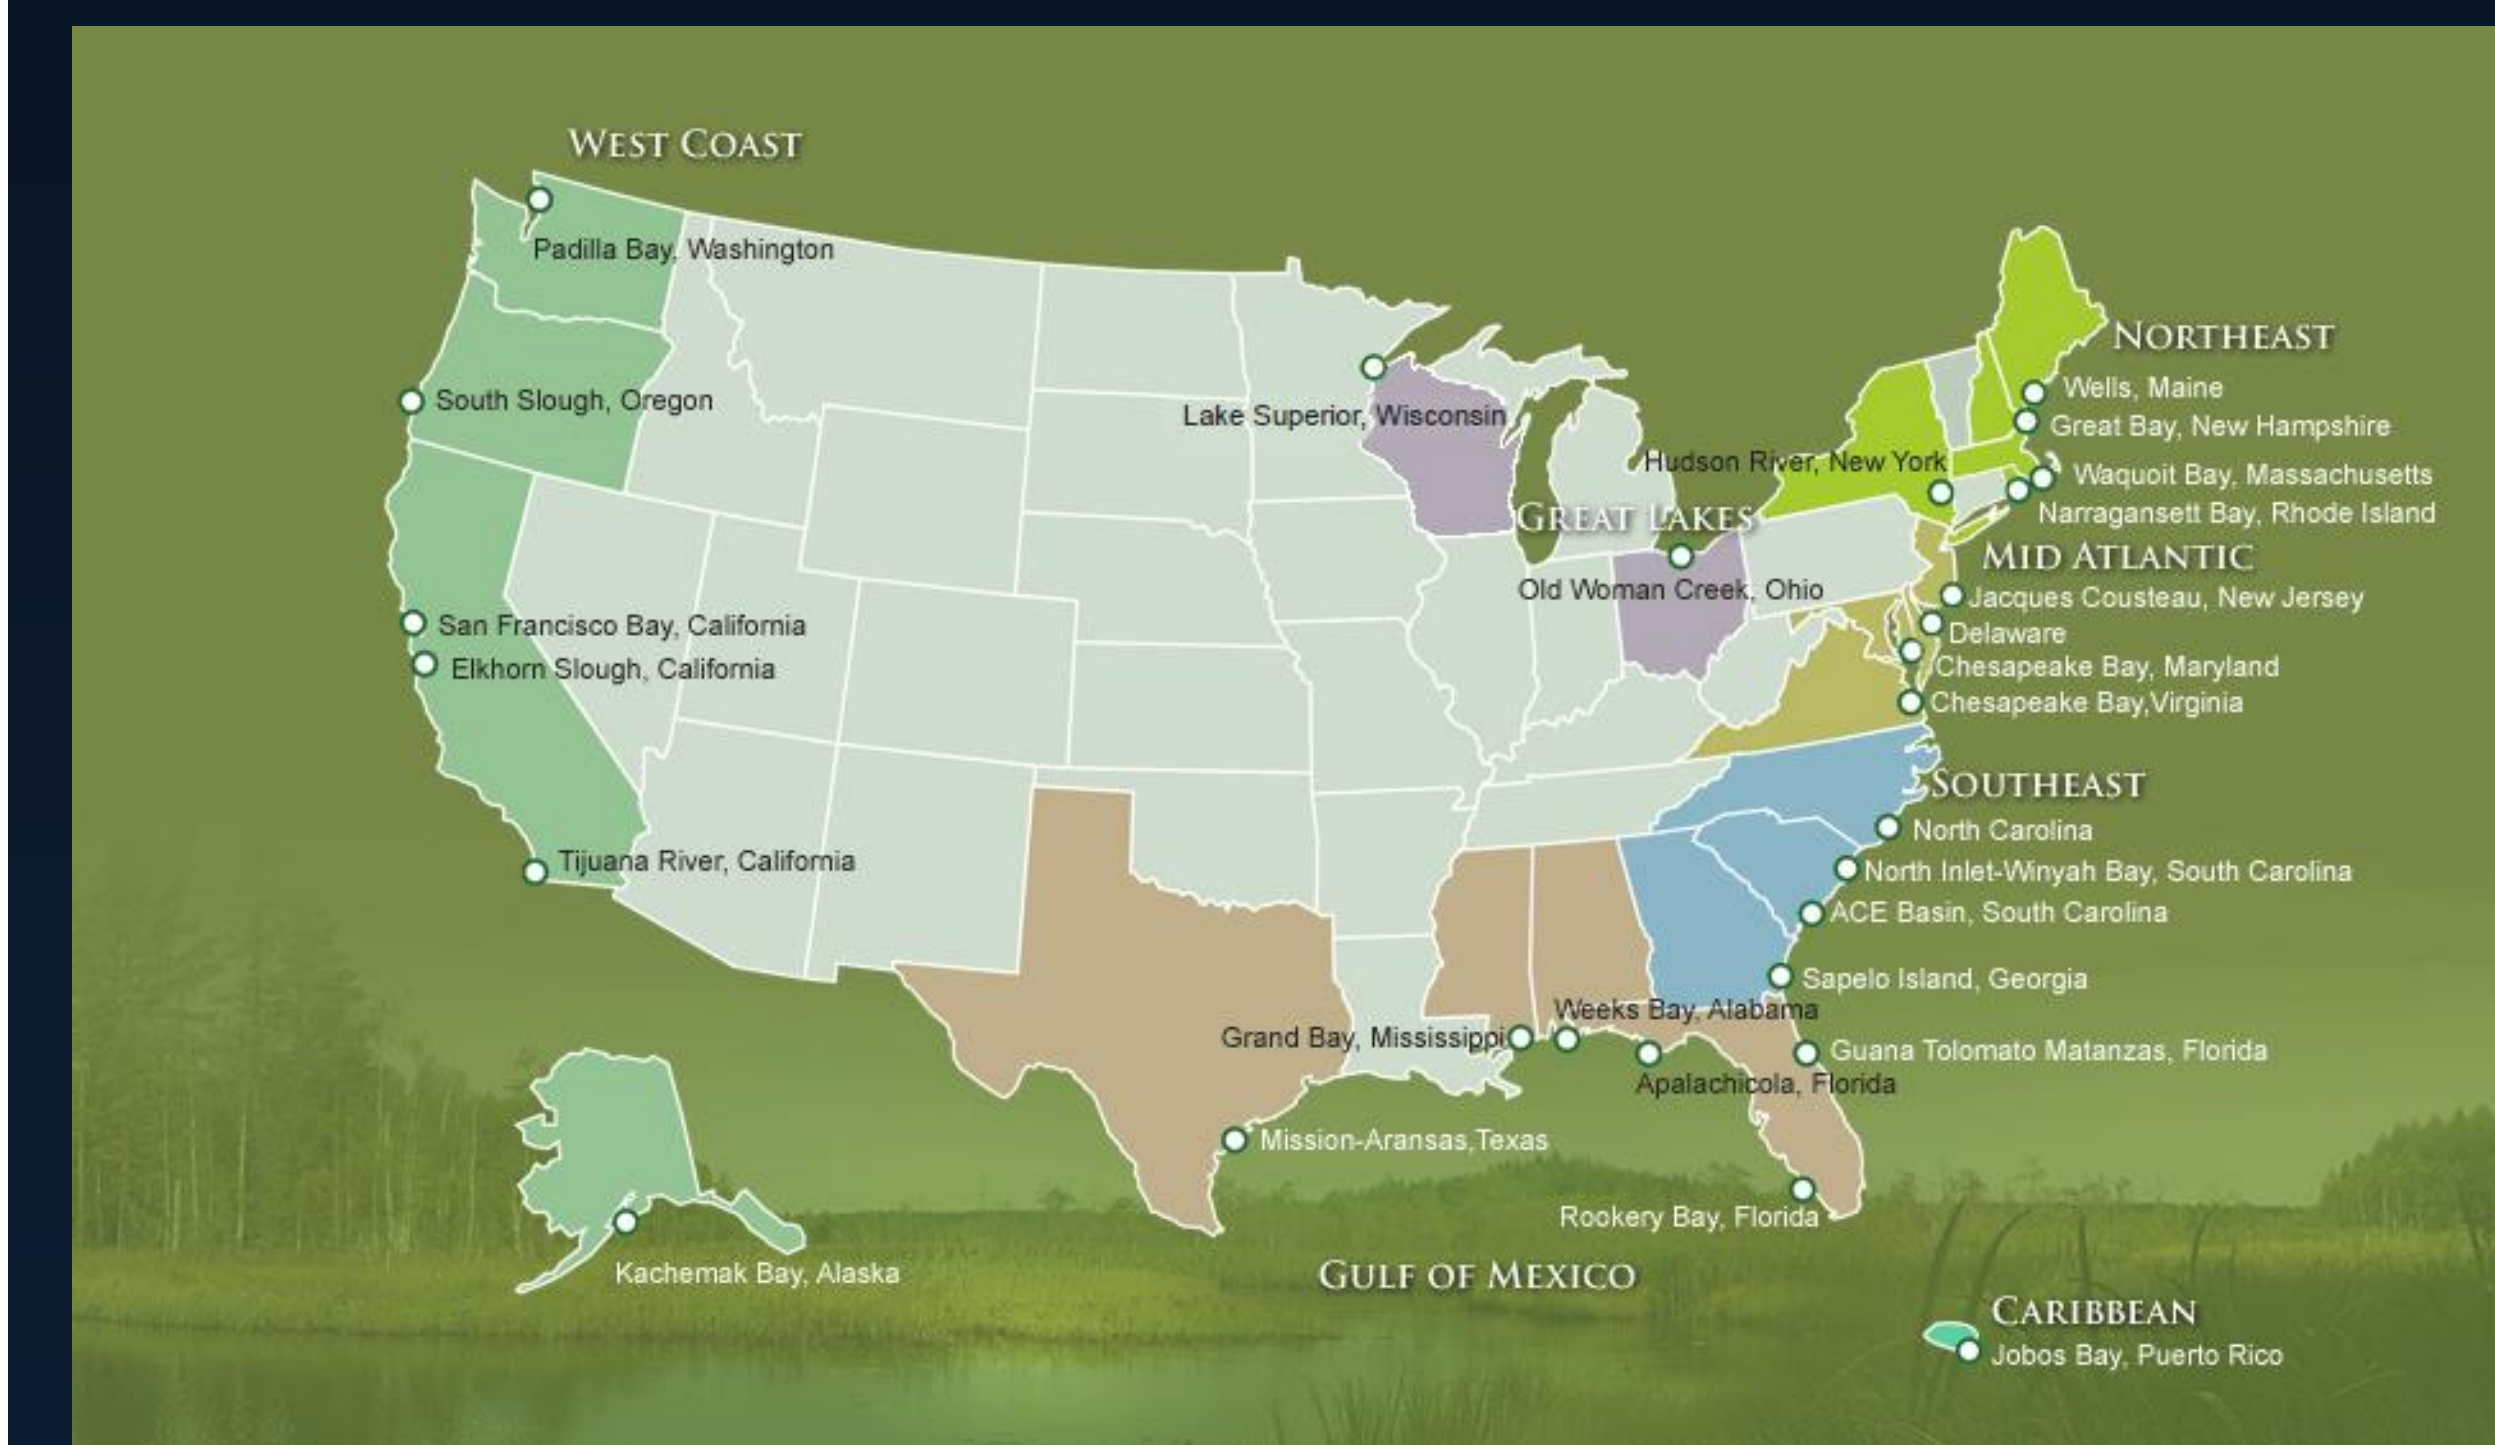 WEST COAST
Padilla Bay, Washington
South Slough, Oregon
San Francisco Bay, California
Elkhorn Slough, California
Tijuana River, California
Kachemak Bay, Alaska
Lake Superior, Wisconsin
GREAT LAKES
Old Woman Creek, Ohio
NORTHEAST
Wells, Maine
Great Bay, New Hampshire
Hudson River, New York
Waquoit Bay, Massachusetts
Narragansett Bay, Rhode Island
MID ATLANTIC
Jacques Cousteau, New Jersey
Delaware
Chesapeake Bay, Maryland
Chesapeake Bay,Virginia
SOUTHEAST
North Carolina
North Inlet-Winyah Bay, South Carolina
ACE Basin, South Carolina
Sapelo Island, Georgia
Weeks Bay, Alabama
Grand Bay, Mississippi
Guana Tolomato Matanzas, Florida
Apalachicola, Florida
Mission-Aransas,Texas
Rookery Bay, Florida
GULF OF MEXICO
CARIBBEAN
Jobos Bay, Puerto Rico